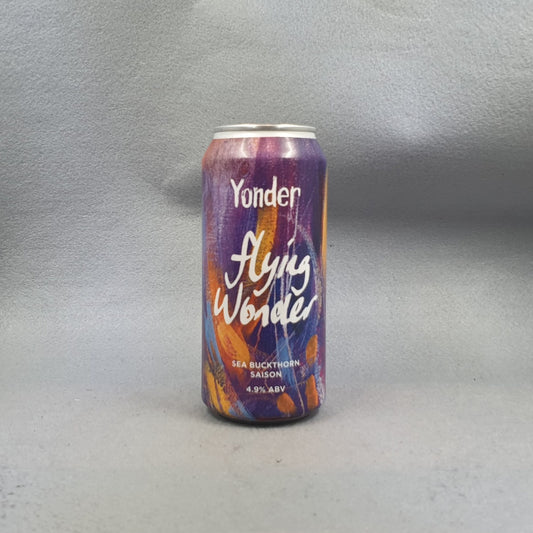 Yonder
flying
Wonder
SEA BUCKTHORN
SAISON
4.9% ABV